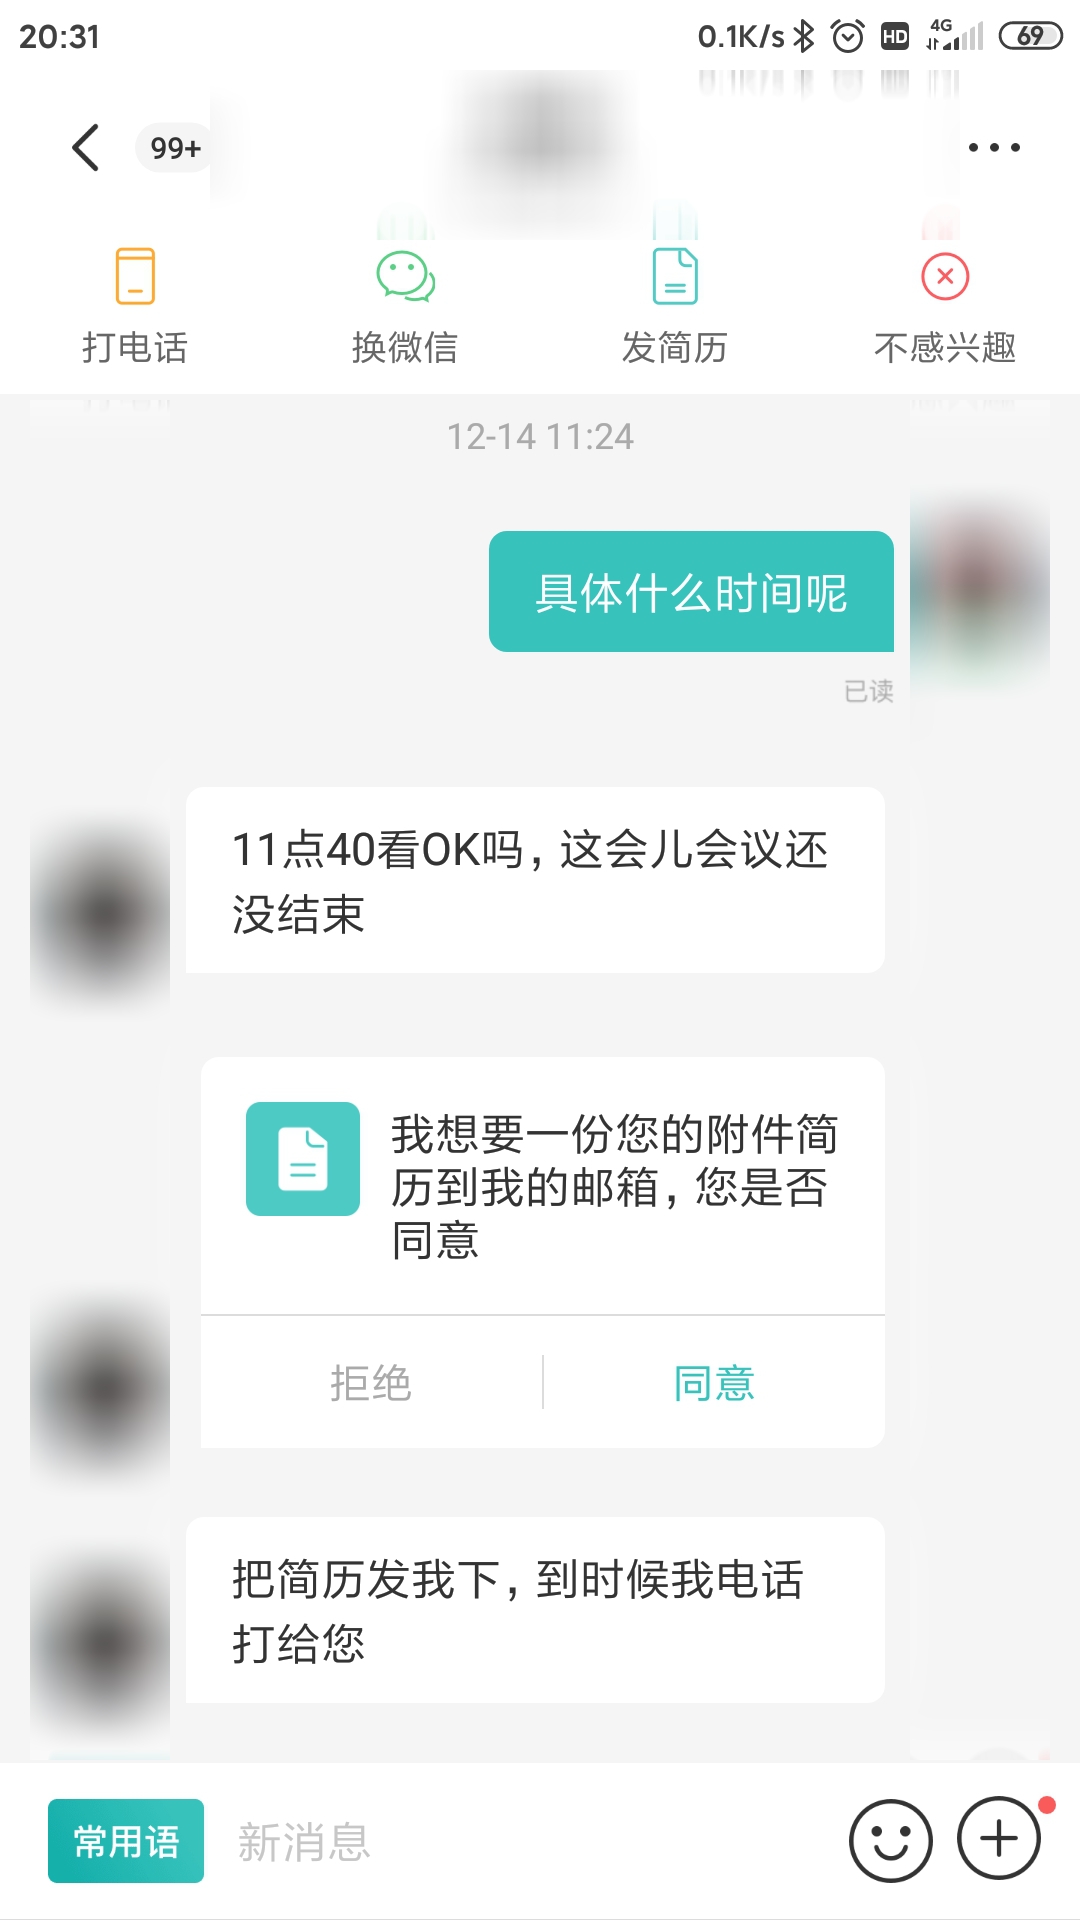 20:31
0.1K/s HD 4G 69
99+
打电话 换微信 发简历 不感兴趣
12-14 11:24
具体什么时间呢
已读
11点40看OK吗，这会儿会议还
没结束
我想要一份您的附件简
历到我的邮箱，您是否
同意
拒绝 同意
把简历发我下，到时候我电话
打给您
常用语 新消息